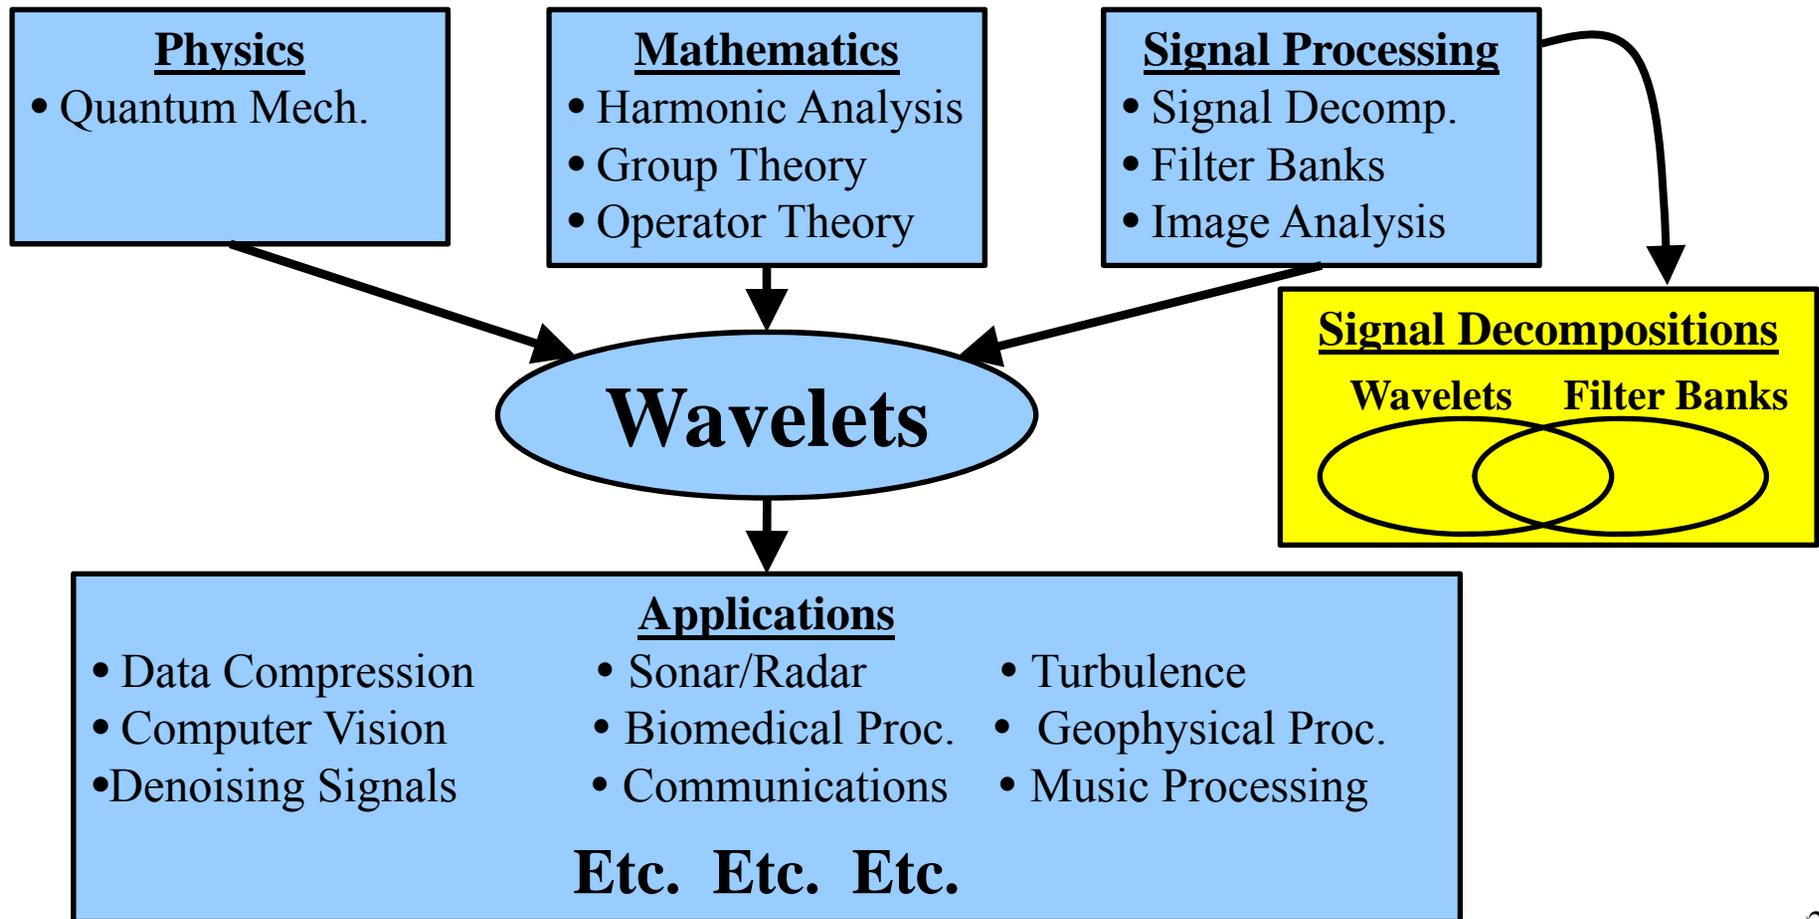 Physics
• Quantum Mech.
Mathematics
• Harmonic Analysis
• Group Theory
• Operator Theory
Signal Processing
• Signal Decomp.
• Filter Banks
• Image Analysis
Signal Decompositions
Wavelets Filter Banks
Wavelets
Applications
• Data Compression • Sonar/Radar • Turbulence
• Computer Vision • Biomedical Proc. • Geophysical Proc.
•Denoising Signals • Communications • Music Processing
Etc. Etc. Etc.